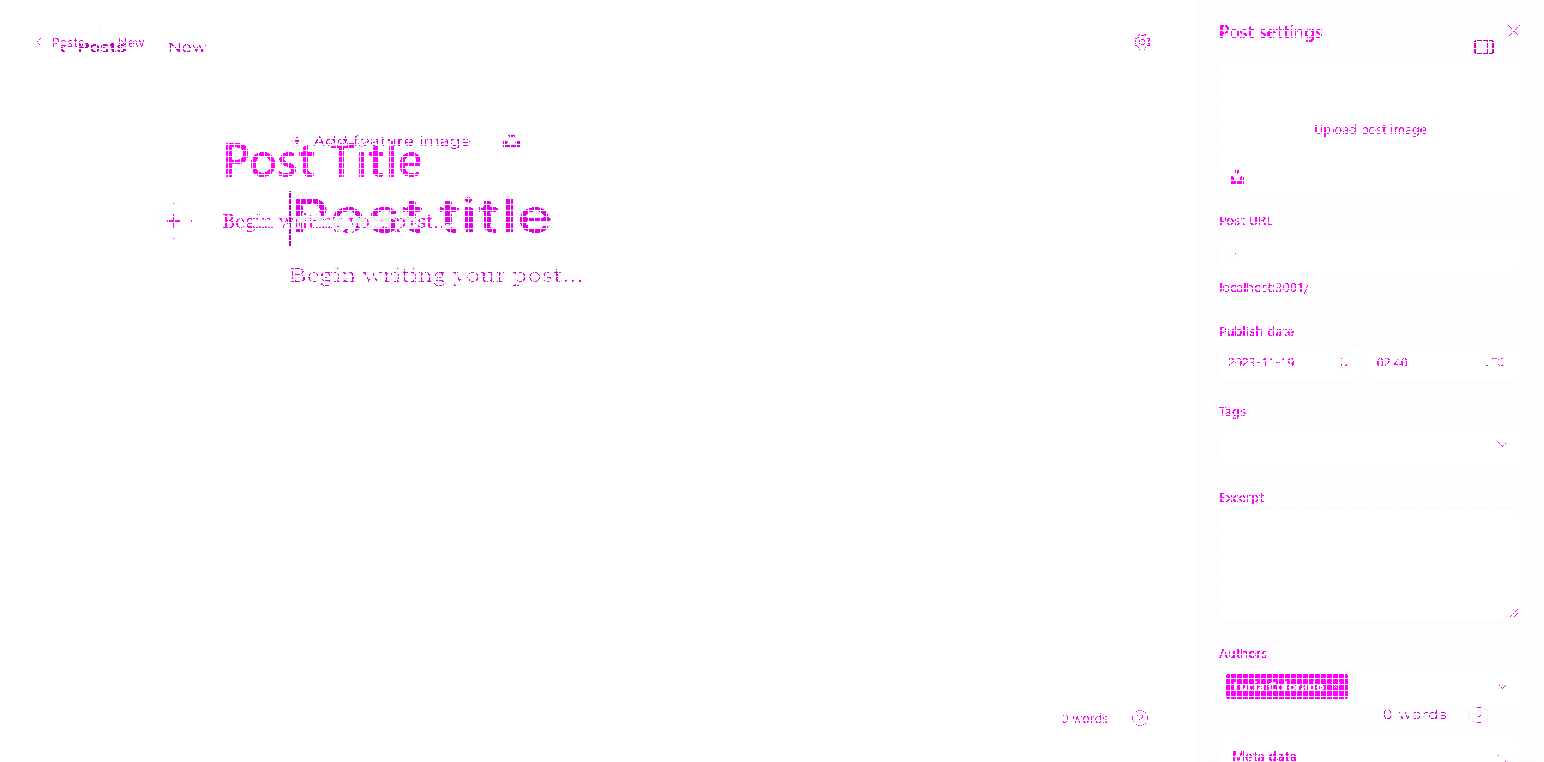 Posts New
Posts New
Post settings
Add feature image
Upload post image
Post Title
Post title
Begin writing your post...
Begin writing your post...
Post URL
localhost:3001/
Publish date
2023-11-19
02:40
UTC
Tags
Excerpt
Authors
0 words
0 words
Meta data